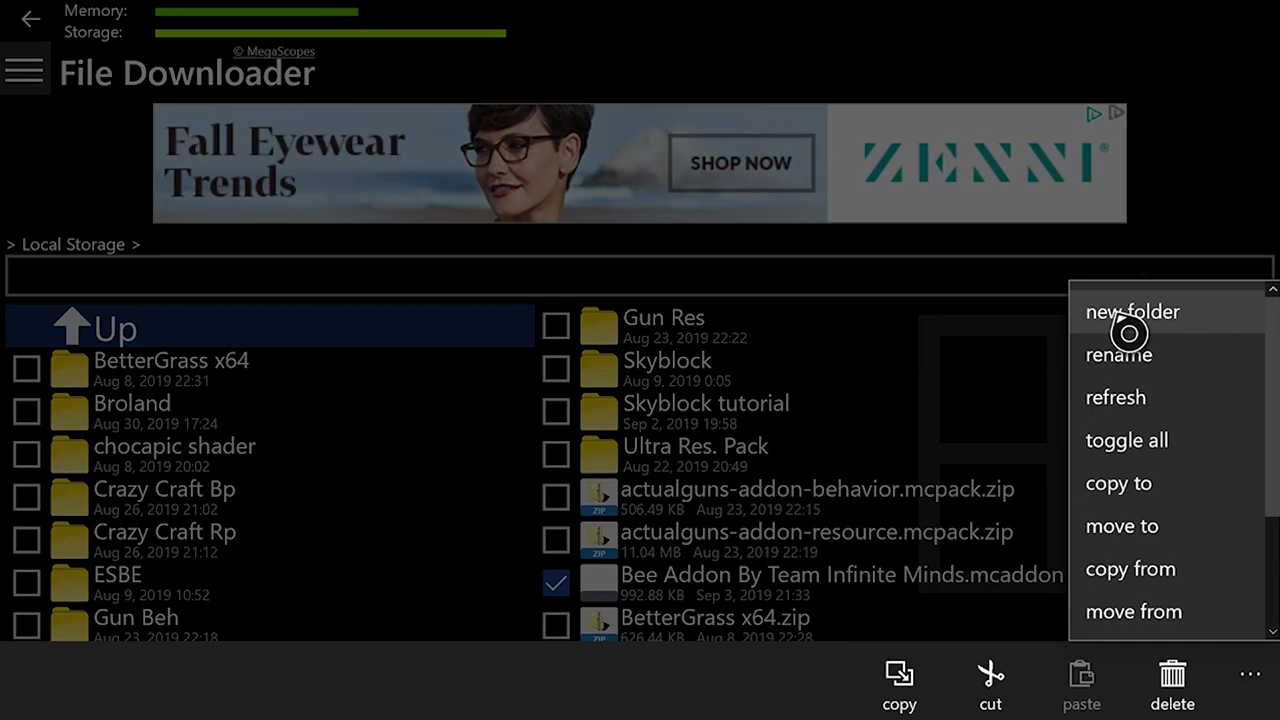 Memory:
Storage:
© MegaScopes
File Downloader
Fall Eyewear
Trends
SHOP NOW
ZENNI®
> Local Storage >
Up
BetterGrass x64
Aug 8, 2019 22:31
Broland
Aug 30, 2019 17:24
chocapic shader
Aug 8, 2019 20:02
Crazy Craft Bp
Aug 26, 2019 21:02
Crazy Craft Rp
Aug 26, 2019 21:12
ESBE
Aug 9, 2019 10:52
Gun Beh
Aug 23, 2019 22:18
Gun Res
Aug 23, 2019 22:22
Skyblock
Aug 9, 2019 0:05
Skyblock tutorial
Sep 2, 2019 19:58
Ultra Res. Pack
Aug 22, 2019 20:49
actualguns-addon-behavior.mcpack.zip
ZIP 506.49 KB Aug 23, 2019 22:15
actualguns-addon-resource.mcpack.zip
ZIP 11.04 MB Aug 23, 2019 22:19
Bee Addon By Team Infinite Minds.mcaddon
992.88 KB Sep 3, 2019 21:33
BetterGrass x64.zip
ZIP 626.44 KB Aug 8, 2019 22:28
new folder
rename
refresh
toggle all
copy to
move to
copy from
move from
copy
cut
paste
delete